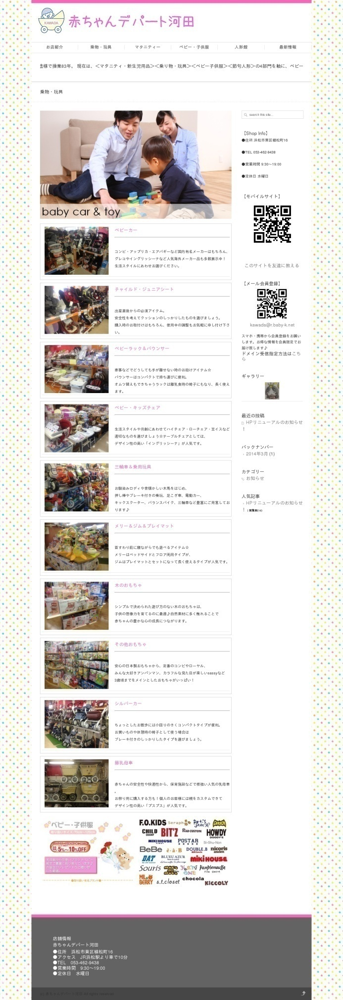 KAWADA
赤ちゃんデパート河田
お店紹介
乗物・玩具
マタニティー
ベビー・子供服
人形館
最新情報
様で操業83年。 現在は、＜マタニティ・新生児用品＞＜乗り物・玩具＞＜ベビー子供服＞＜節句人形＞の4部門を軸に、ベビー
乗物・玩具
baby car & toy
ベビーカー
コンビ・アップリカ・エアバギーなど国内有名メーカーはもちろん、
グレコやイングリッシーナなど人気海外メーカー品も多数展示中！
生活スタイルにあわせお選びください。
チャイルド・ジュニアシート
出産直後からの必須アイテム。
安全性を考えてクッションのしっかりしたものを選びましょう。
購入時のお取付けはもちろん、使用中の調整もお気軽に申し付け下さ
い。
ベビーラック＆バウンサー
家事などでどうしても手が離せない時のお助けアイテム☆
バウンサーはコンパクトで持ち運びに便利。
オムツ替えもできちゃうラックは離乳食時の椅子にもなり、長く使え
ます。
ベビー・キッズチェア
生活スタイルや月齢にあわせてハイチェア・ローチェア・豆イスなど
適切なものを選びましょう☆テーブルチェアとしては、
デザイン性の高い「イングリッシーナ」が人気です。
三輪車＆乗用玩具
お馴染みロディや昔懐かしい木馬をはじめ、
押し棒やブレーキ付きの乗玩、足こぎ車、電動カー、
キックスクーター、バランスバイク、三輪車など豊富にご用意してお
ります♪
メリー＆ジム＆プレイマット
首すわり前に寝ながらでも遊べるアイテム☆
メリーはベッドサイドとフロア両用タイプが、
ジムはプレイマットとセットになって長く使えるタイプが人気です。
木のおもちゃ
シンプルで決められた遊び方のない木のおもちゃは、
子供の想像力を育てるのに最適♪自然素材に多く触れることで
赤ちゃんの豊かな心の成長につながります。
その他おもちゃ
安心の日本製おもちゃから、定番のコンビやローヤル、
みんな大好きアンパンマン、カラフルな見た目が楽しいsassyなど
3歳頃までをメインとしたおもちゃがいっぱい！
シルバーカー
ちょっとしたお散歩には小回りのきくコンパクトタイプが便利。
お買いものや休憩時の椅子として使う場合は
ブレーキ付きのしっかりしたタイプを選びましょう。
籐乳母車
赤ちゃんの安全性や快適性から、保育施設などで根強い人気の乳母車
。
お祭り用に購入する方も！個人のお客様には幌をカスタムできて
デザイン性の高い「プスプス」が人気です。
ベビー・子供服
5%〜10%OFF
F.O.KIDS
Seraph
Petit jam
GARACH
CHILD CHAMP
BIT'Z
RAD CUSTOM
HOWDY DOODY'S
MIKIHOUSE FIRST
POSTAR
Si-Shu-Non
BeBe
e・a・B
DOUBLE.B
nicoris ancien
DAT
BLUEU AZUR
MIKIHOUSE
Souris
Pamplemousse
MILKBERRY
s.t.closet
chocola
KICCOLY
search this site...
【Shop Info】
●住所 浜松市東区植松町16
●TEL 053-462-9438
●営業時間 9:30～19:00
●定休日 水曜日
【モバイルサイト】
このサイトを友達に教える
【メール会員登録】
kawada@r.baby-k.net
スマホ・携帯から会員登録をお願い
します。お得な情報を会員限定でお
届け致します♪
ドメイン受信指定方法はこち
ら
ギャラリー
最近の投稿
HPリニューアルのお知らせ
！
バックナンバー
2014年3月 (1)
カテゴリー
お知らせ
人気記事
HPリニューアルのお知らせ
！ | 閲覧数(14)
店舗情報
赤ちゃんデパート河田
●住所　浜松市東区植松町16
●アクセス　JR浜松駅より車で10分
●TEL　053-462-9438
●営業時間　9:30～19:00
●定休日　水曜日
(c) 赤ちゃんデパート河田 All rights reserved.